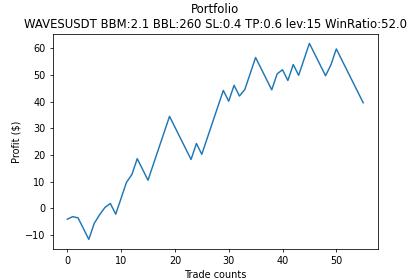 Portfolio
WAVESUSDT BBM:2.1 BBL:260 SL:0.4 TP:0.6 lev:15 WinRatio:52.0
Profit ($)
60
50
40
30
20
10
0
−10
0 10 20 30 40 50
Trade counts